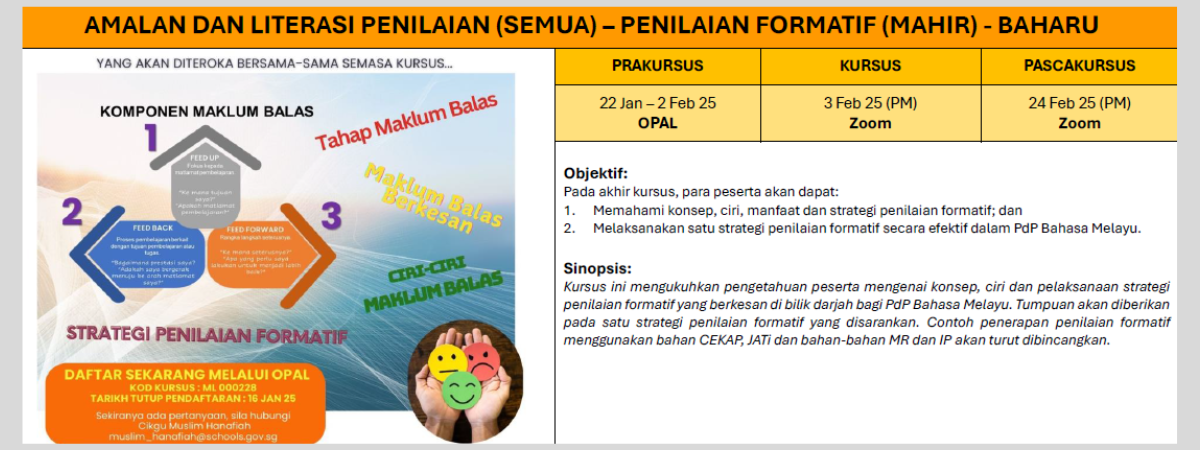 AMALAN DAN LITERASI PENILAIAN (SEMUA) – PENILAIAN FORMATIF (MAHIR) - BAHARU
YANG AKAN DITEROKA BERSAMA-SAMA SEMASA KURSUS...
KOMPONEN MAKLUM BALAS
1
FEED UP
Fokus kepada
matlamat pembelajaran
"Ke mana tujuan
saya?"
"Apakah matlamat
pembelajaran?"
2
FEED BACK
Proses pembelajaran berkait
dengan tujuan pembelajaran atau
tugas
"Bagaimana prestasi saya?
"Adakah saya bergerak
menuju ke arah matlamat
saya?"
3
FEED FORWARD
langkah seterusnya
"Ke mana seterusnya?"
"Apa yang perlu saya
lakukan untuk menjadi lebih
baik?"
Tahap Maklum Balas
Maklum Balas
Berkesan
CIRI-CIRI
MAKLUM BALAS
STRATEGI PENILAIAN FORMATIF
DAFTAR SEKARANG MELALUI OPAL
KOD KURSUS : ML 000228
TARIKH TUTUP PENDAFTARAN : 16 JAN 25
Sekiranya ada pertanyaan, sila hubungi
Cikgu Muslim Hanafiah
muslim_hanafiah@schools.gov.sg
PRAKURSUS KURSUS PASCAKURSUS
22 Jan – 2 Feb 25 3 Feb 25 (PM) 24 Feb 25 (PM)
OPAL Zoom Zoom
Objektif:
Pada akhir kursus, para peserta akan dapat:
1. Memahami konsep, ciri, manfaat dan strategi penilaian formatif; dan
2. Melaksanakan satu strategi penilaian formatif secara efektif dalam PdP Bahasa Melayu.
Sinopsis:
Kursus ini mengukuhkan pengetahuan peserta mengenai konsep, ciri dan pelaksanaan strategi
penilaian formatif yang berkesan di bilik darjah bagi PdP Bahasa Melayu. Tumpuan akan diberikan
pada satu strategi penilaian formatif yang disarankan. Contoh penerapan penilaian formatif
menggunakan bahan CEKAP, JATi dan bahan-bahan MR dan IP akan turut dibincangkan.